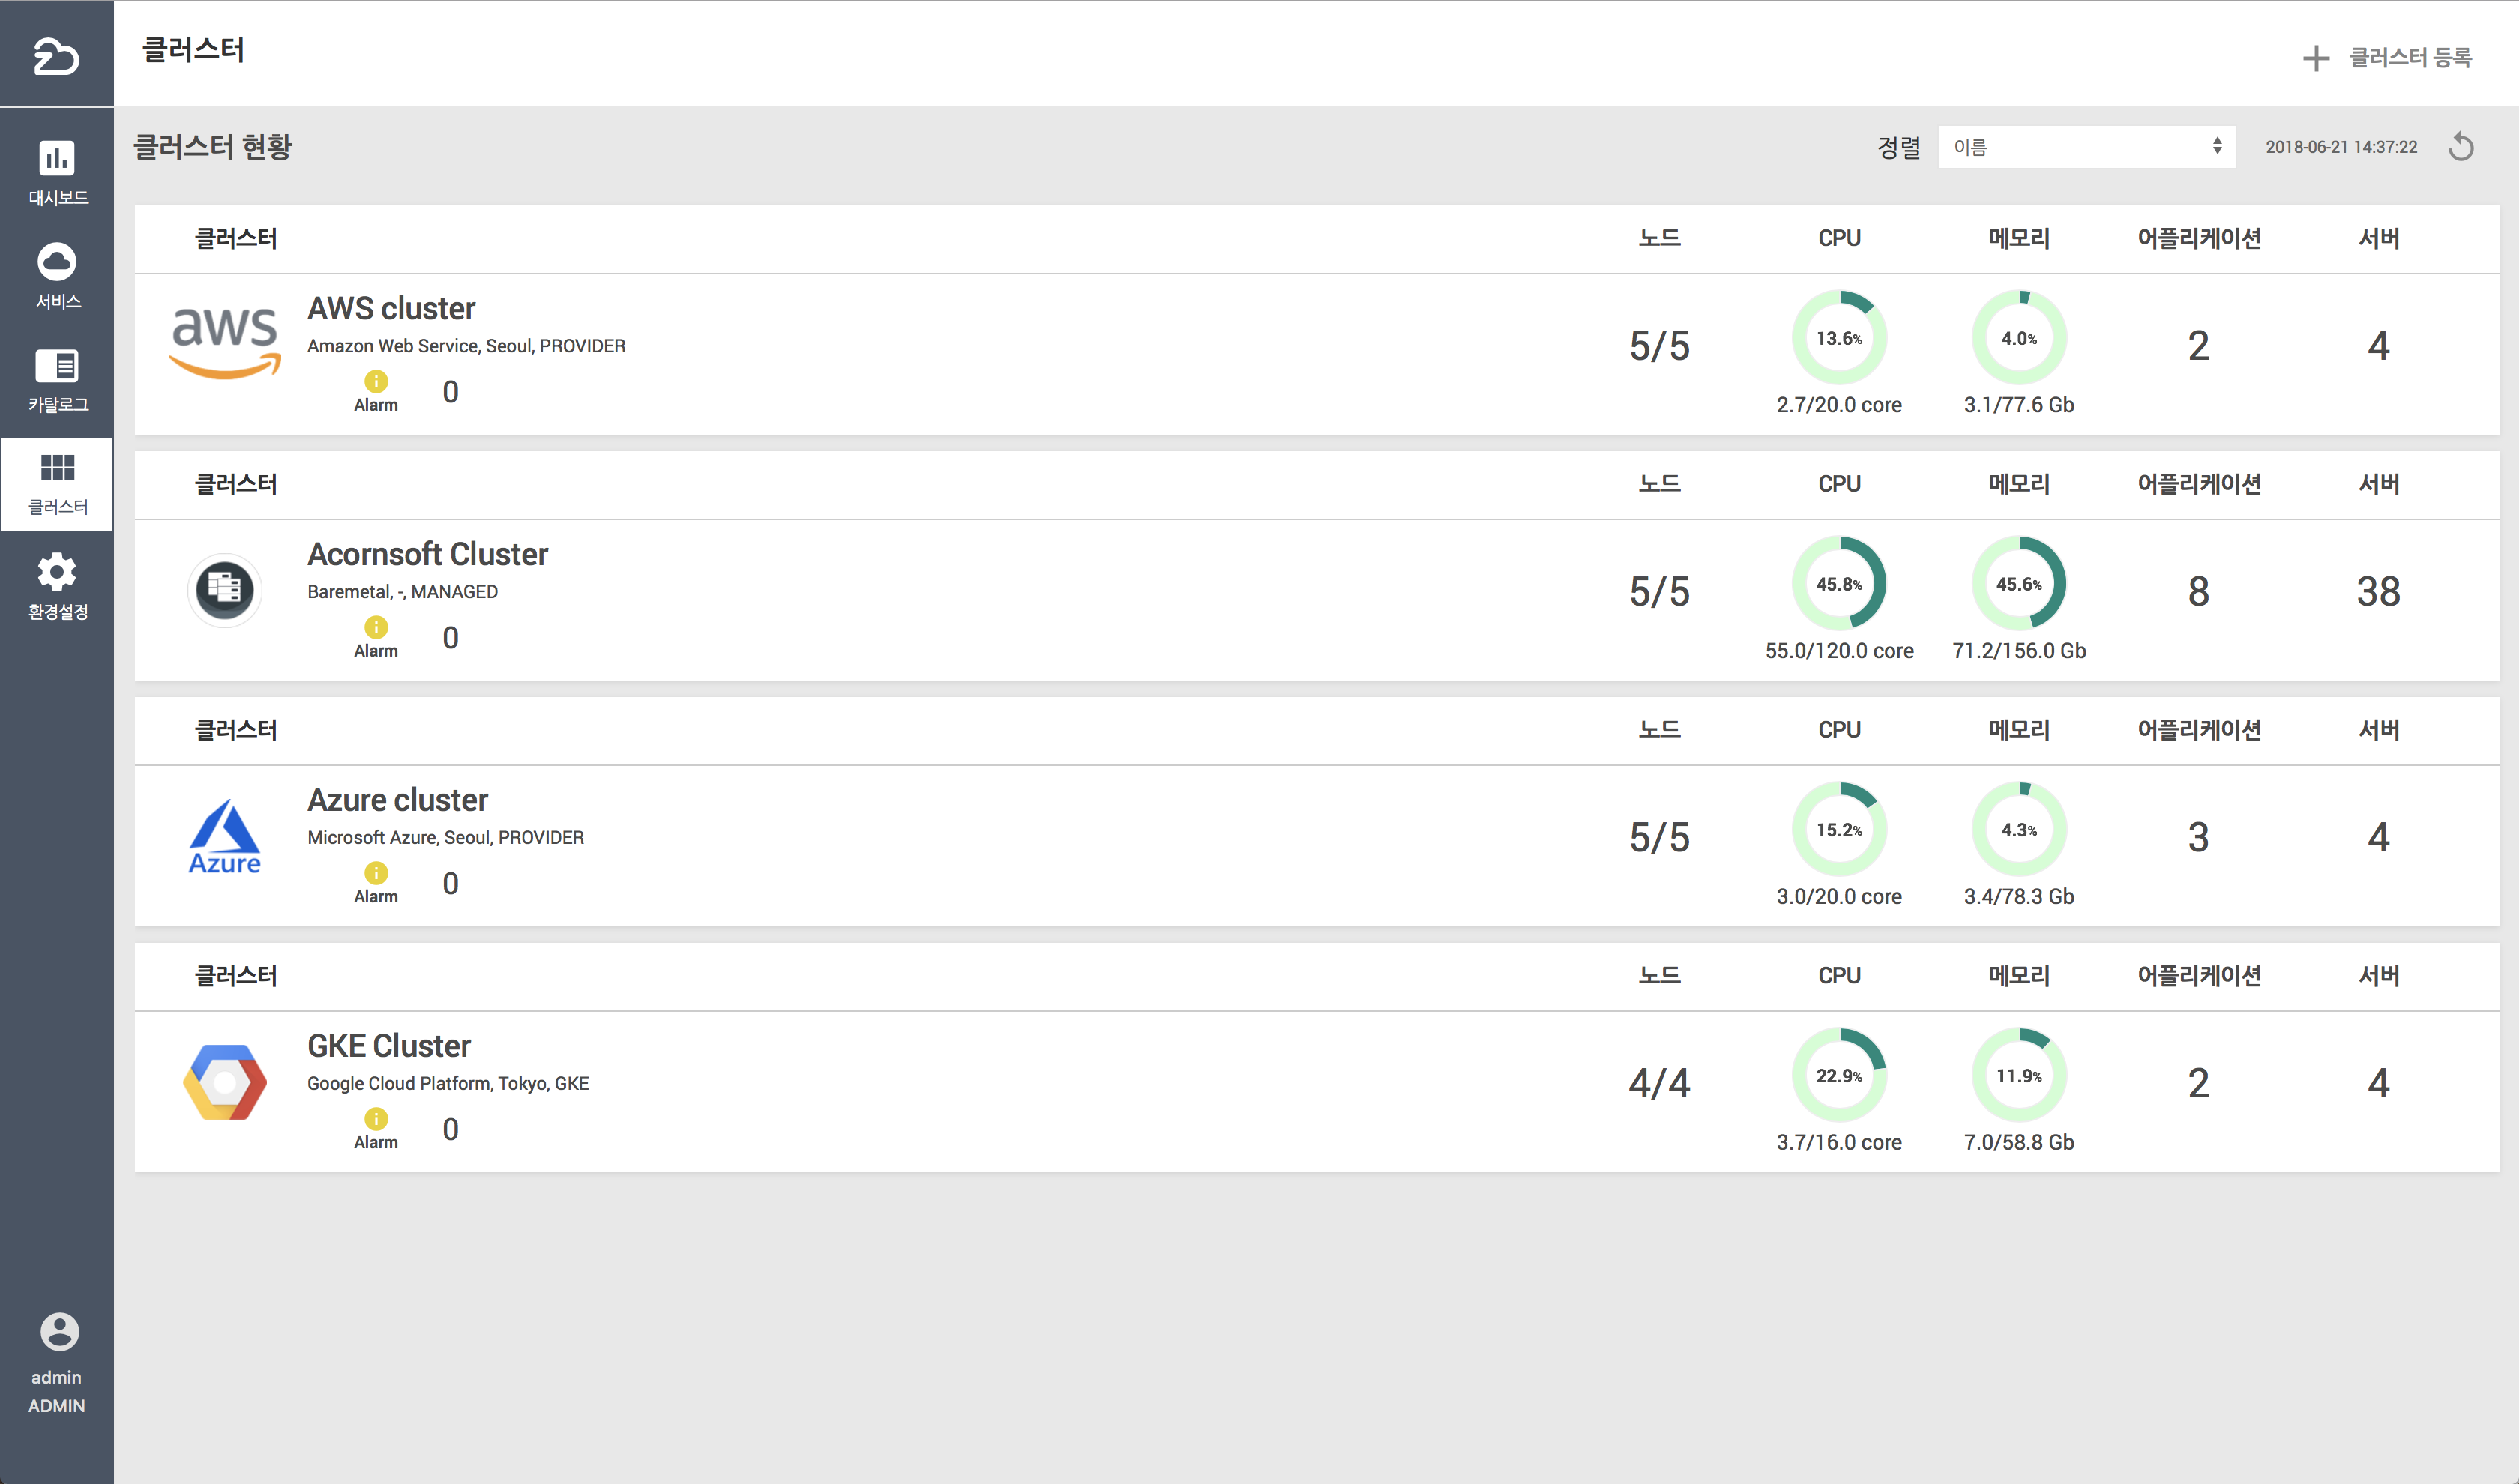 클러스터
클러스터 등록
대시보드
서비스
카탈로그
클러스터
환경설정
admin
ADMIN
클러스터 현황
정렬 이름 2018-06-21 14:37:22
클러스터 노드 CPU 메모리 어플리케이션 서버
aws
AWS cluster
Amazon Web Service, Seoul, PROVIDER
Alarm 0
5/5
13.6%
2.7/20.0 core
4.0%
3.1/77.6 Gb
2
4
클러스터 노드 CPU 메모리 어플리케이션 서버
Acornsoft Cluster
Baremetal, -, MANAGED
Alarm 0
5/5
45.8%
55.0/120.0 core
45.6%
71.2/156.0 Gb
8
38
클러스터 노드 CPU 메모리 어플리케이션 서버
Azure
Azure cluster
Microsoft Azure, Seoul, PROVIDER
Alarm 0
5/5
15.2%
3.0/20.0 core
4.3%
3.4/78.3 Gb
3
4
클러스터 노드 CPU 메모리 어플리케이션 서버
GKE Cluster
Google Cloud Platform, Tokyo, GKE
Alarm 0
4/4
22.9%
3.7/16.0 core
11.9%
7.0/58.8 Gb
2
4